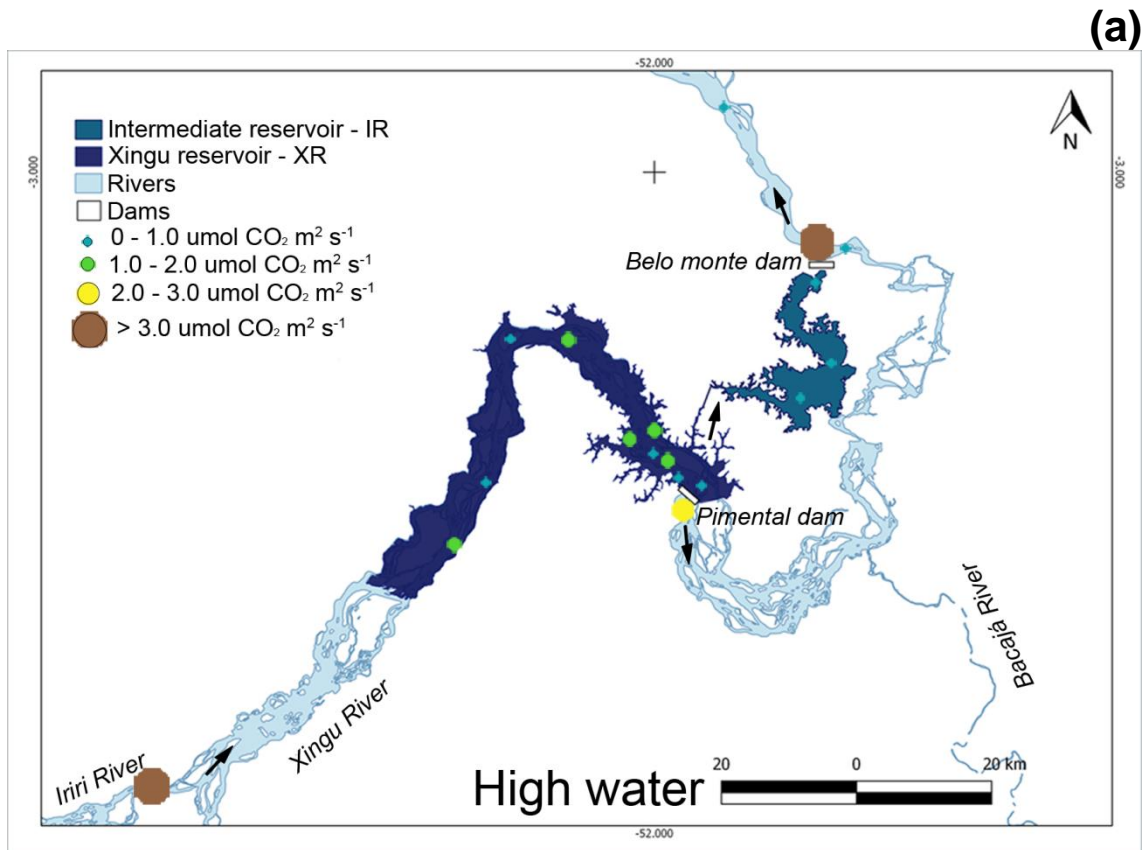 (a)
-52.000
N
-3.000
-3.000
Intermediate reservoir - IR
Xingu reservoir - XR
Rivers
Dams
0 - 1.0 umol CO₂ m² s⁻¹
1.0 - 2.0 umol CO₂ m² s⁻¹
2.0 - 3.0 umol CO₂ m² s⁻¹
> 3.0 umol CO₂ m² s⁻¹
Belo monte dam
Pimental dam
Bacajá River
Xingu River
Iriri River
High water
20 0 20 km
-52.000